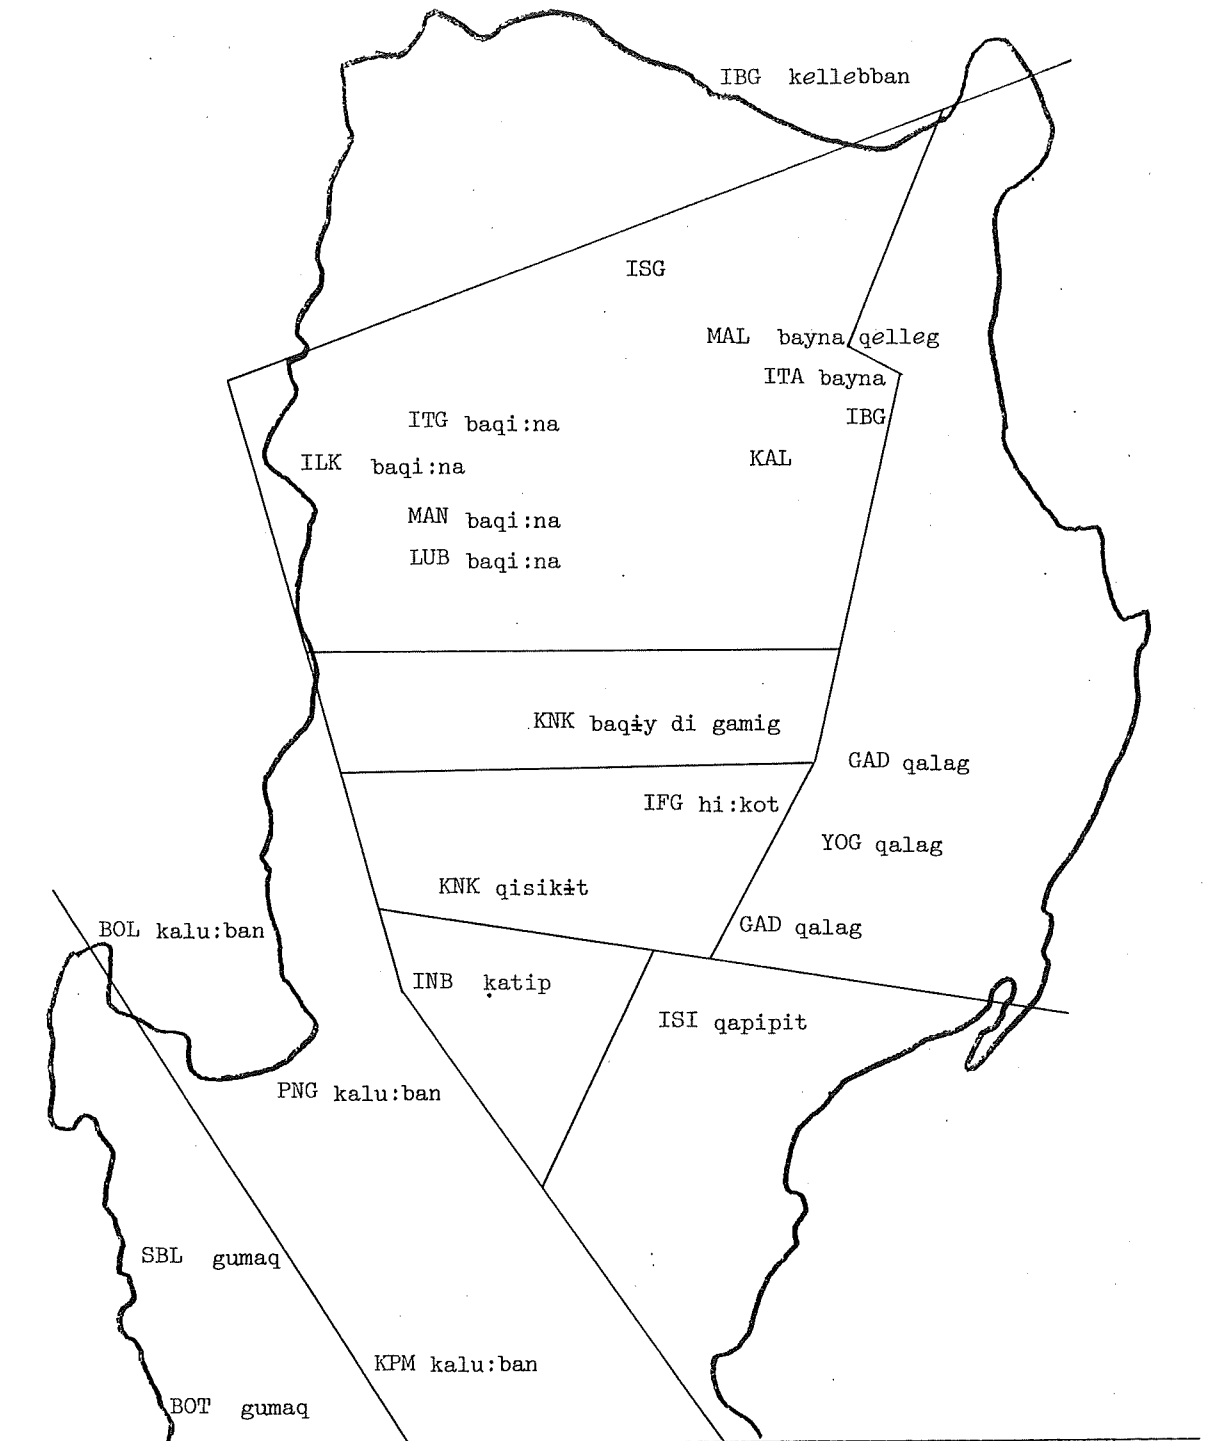 IBG kellebban
ISG
MAL bayna qelleg
ITA bayna
IBG
ITG baqi:na
KAL
ILK baqi:na
MAN baqi:na
LUB baqi:na
KNK baqɨy di gamig
GAD qalag
IFG hi:kot
YOG qalag
KNK qisikɨt
GAD qalag
BOL kalu:ban
INB ḳatip
ISI qapipit
PNG kalu:ban
SBL gumaq
KPM kalu:ban
BOT gumaq